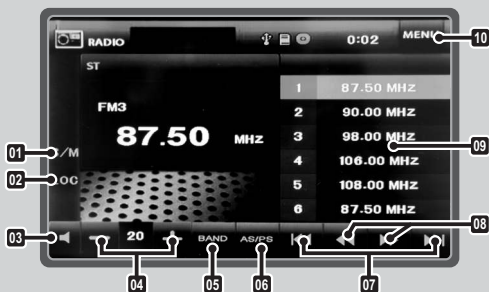 RADIO
0:02
MENU
10
ST
FM3
87.50 MHZ
1 87.50 MHZ
2 90.00 MHZ
3 98.00 MHZ
4 106.00 MHZ
5 108.00 MHZ
6 87.50 MHZ
09
01
/M
02
LOC
03
20
BAND
AS/PS
08
04
05
06
07